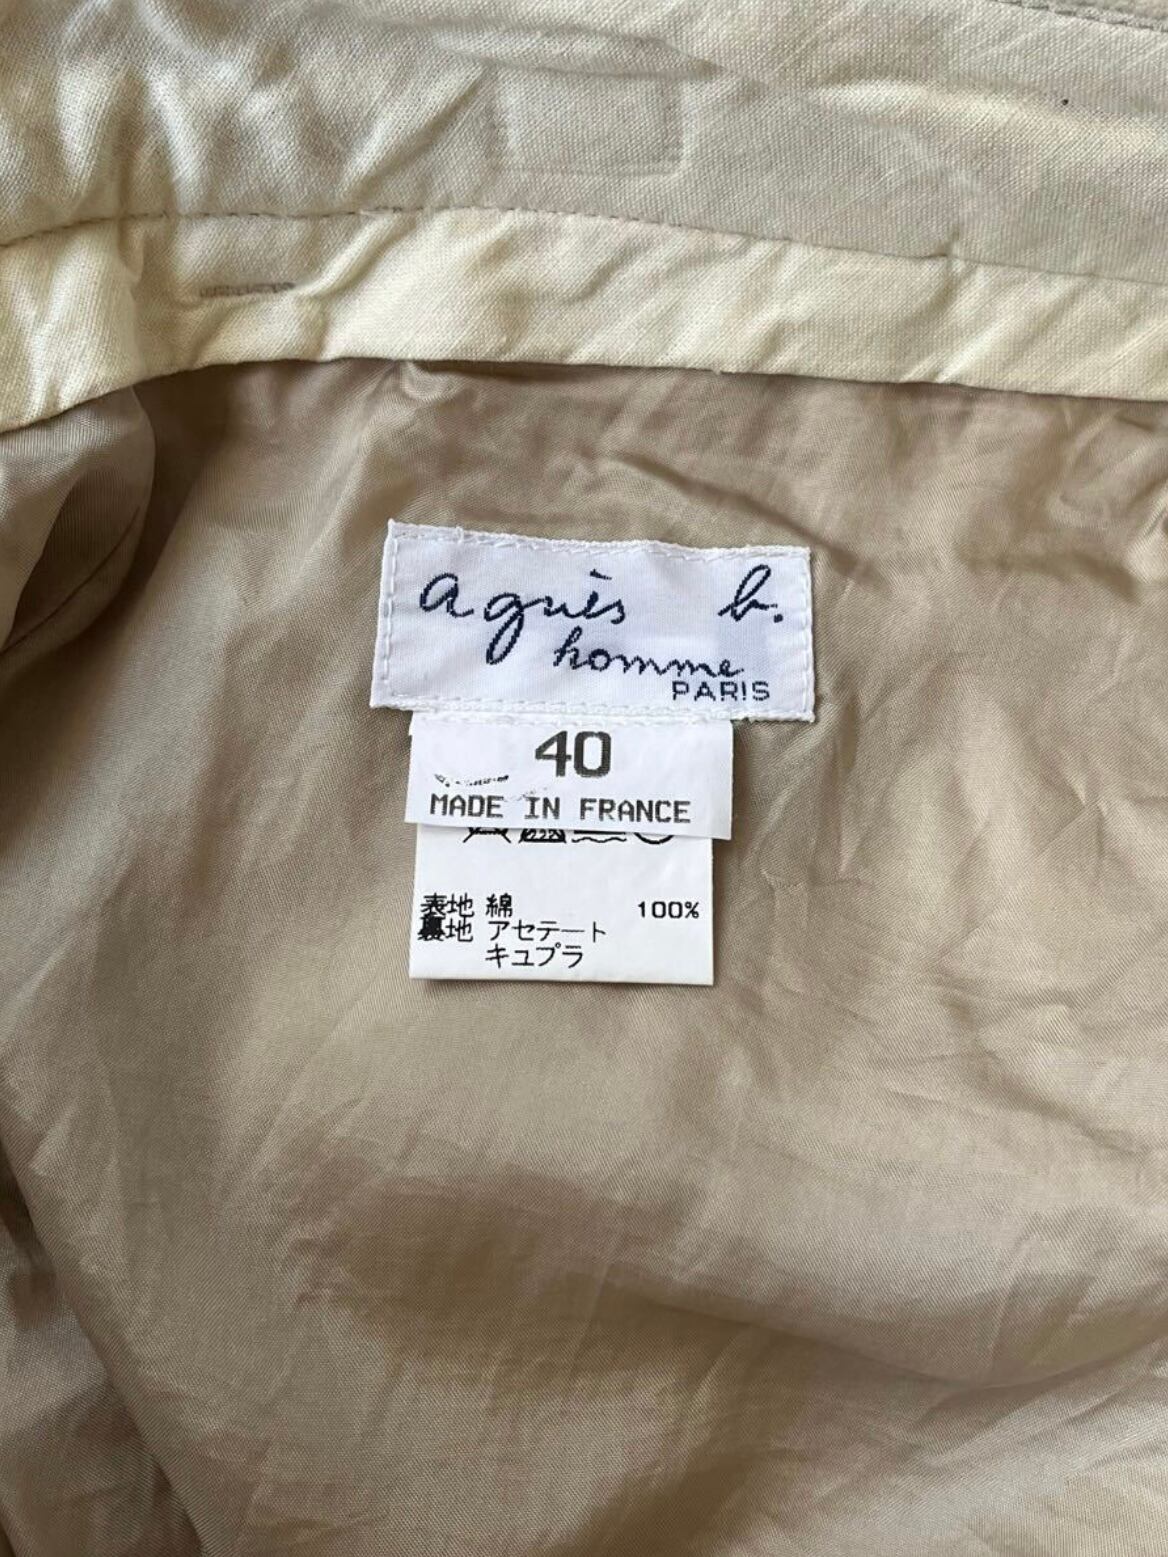 agnès b.
homme
PARIS
40
MADE IN FRANCE
表地 綿 100%
裏地 アセテート
キュプラ